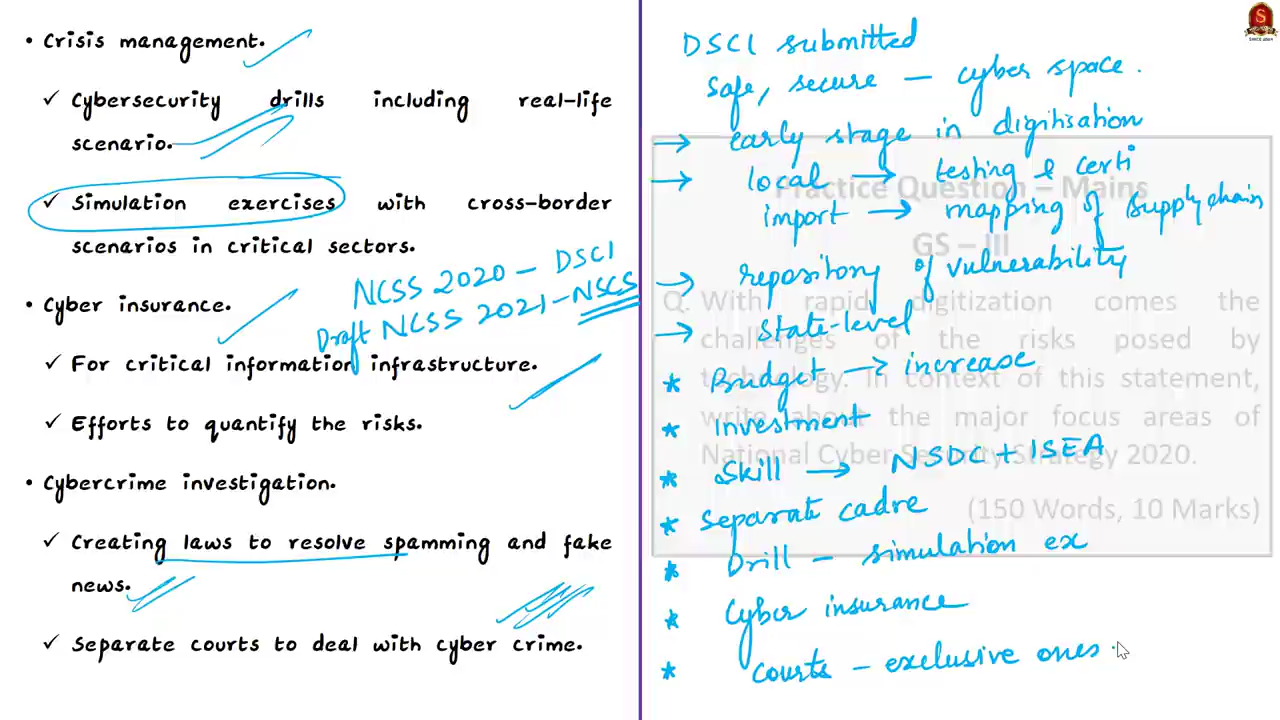 • Crisis management.
✓ Cybersecurity drills including real-life
scenario.
✓ Simulation exercises with cross-border
scenarios in critical sectors.
NCSS 2020 - DSCI
• Cyber insurance.
Draft NCSS 2021 - NSCS
✓ For critical information infrastructure.
✓ Efforts to quantify the risks.
• Cybercrime investigation.
✓ Creating laws to resolve spamming and fake
news.
✓ Separate courts to deal with cyber crime.
DSCI submitted
Safe, secure - cyber space.
→ early stage in digitisation
→ local → testing & certi
import → mapping of supply chain
→ repository of vulnerability
→ State-level
* Budget → increase
* Investment
* Skill → NSDC + ISEA
* Separate cadre
* Drill - simulation ex
* Cyber insurance
* Courts - exclusive ones.
Practice Question – Mains
GS – III
Q. With rapid digitization comes the
challenges of the risks posed by
technology. In context of this statement,
write about the major focus areas of
National Cyber Security Strategy 2020.
(150 Words, 10 Marks)
S